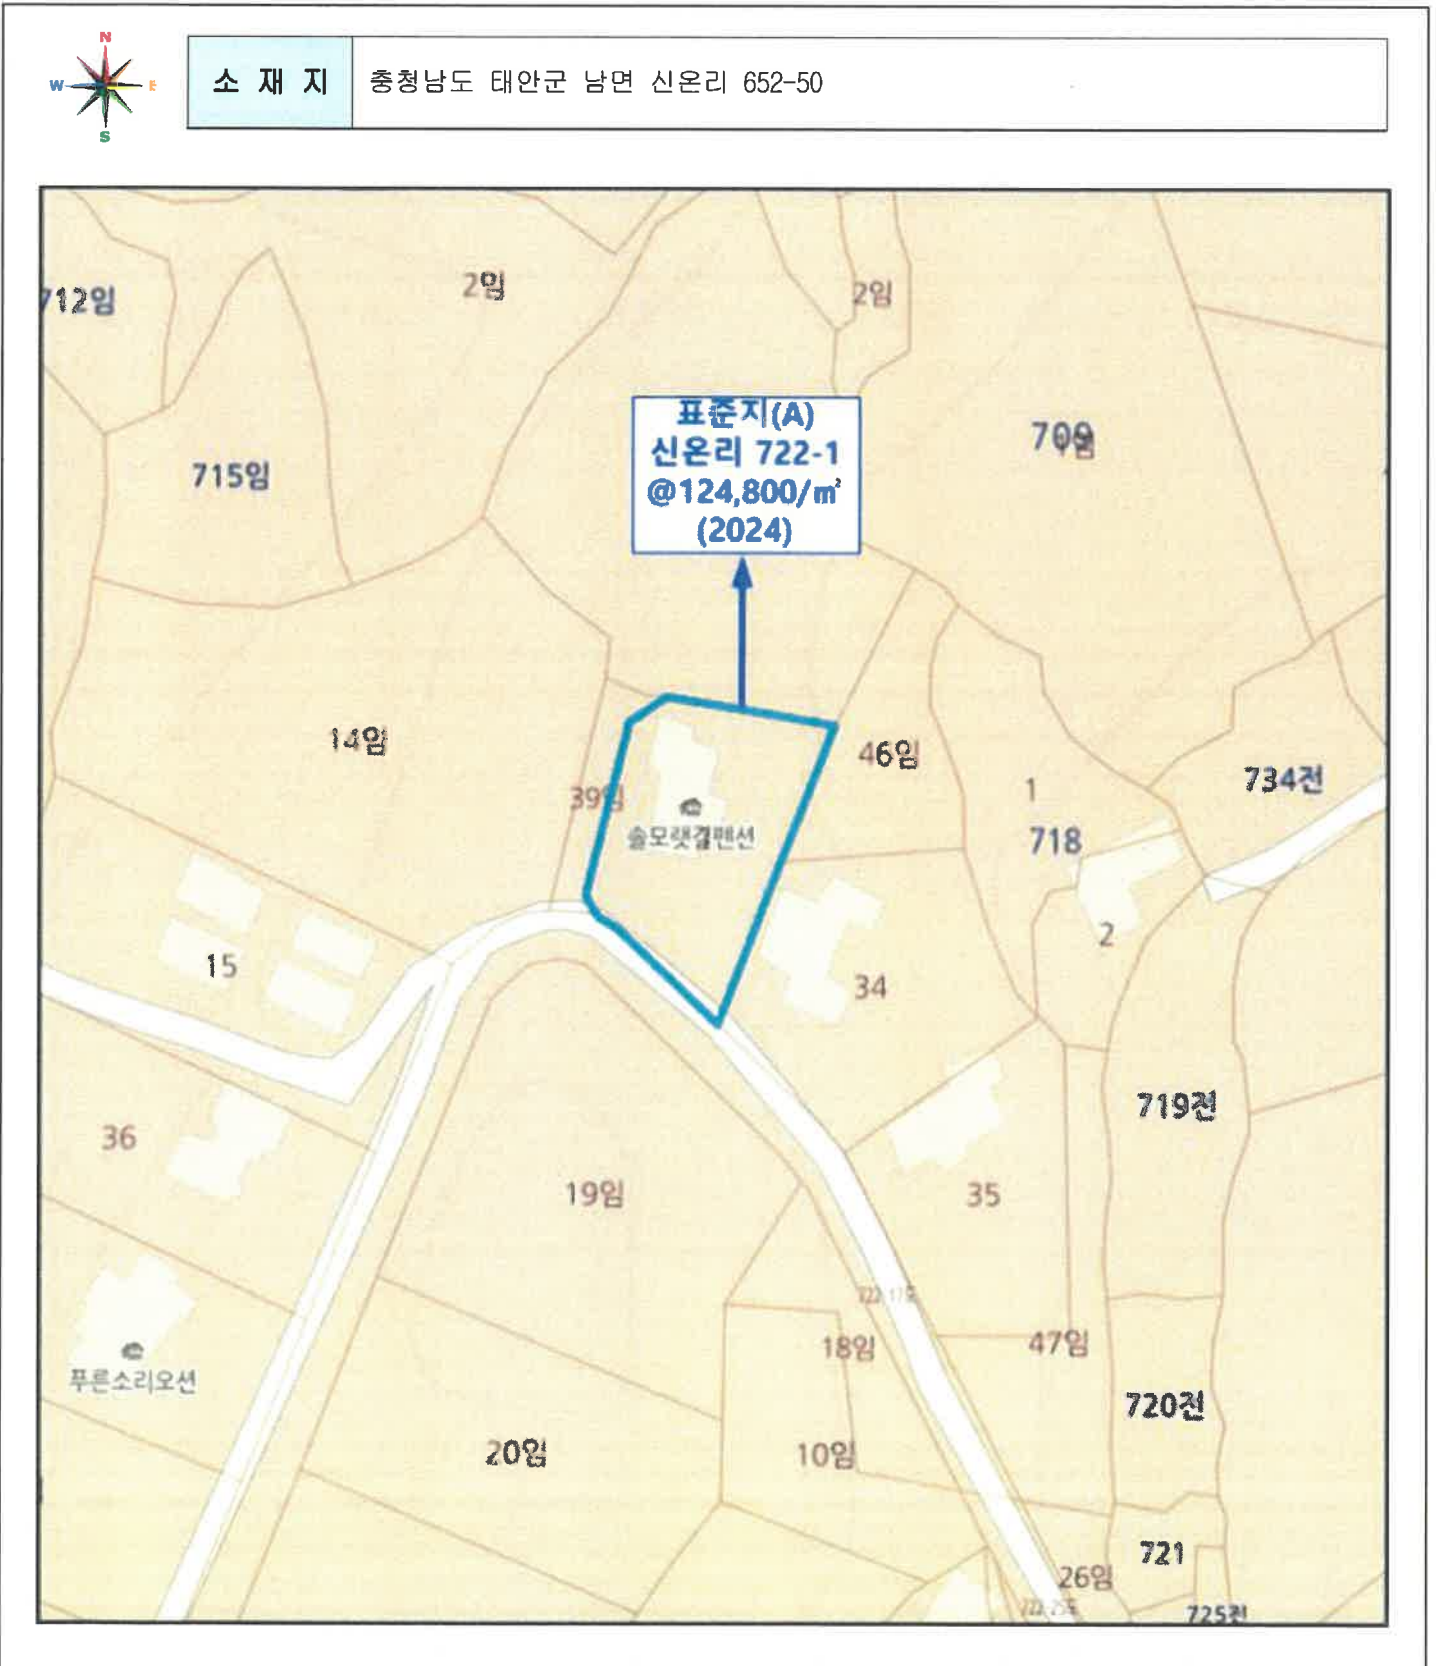 N
W E
S
소 재 지
충청남도 태안군 남면 신온리 652-50
712임
2임
2임
표준지(A)
신온리 722-1
@124,800/㎡
(2024)
715임
14임
39임
솔모랫결펜션
46임
1
718
734전
2
15
34
36
719전
19임
35
18임
47임
푸른소리오션
720전
20임
10임
721
26임
725전